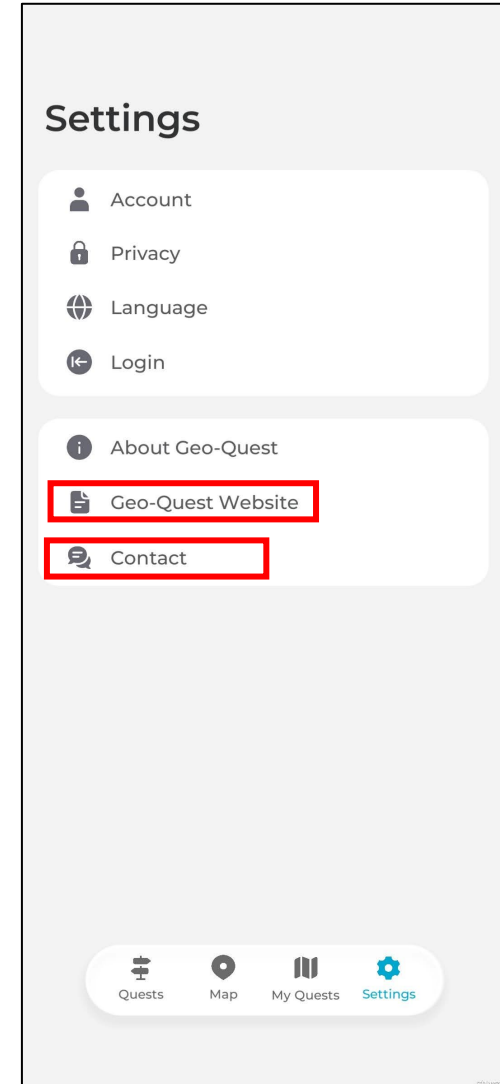 Settings
Account
Privacy
Language
Login
About Geo-Quest
Geo-Quest Website
Contact
Quests
Map
My Quests
Settings